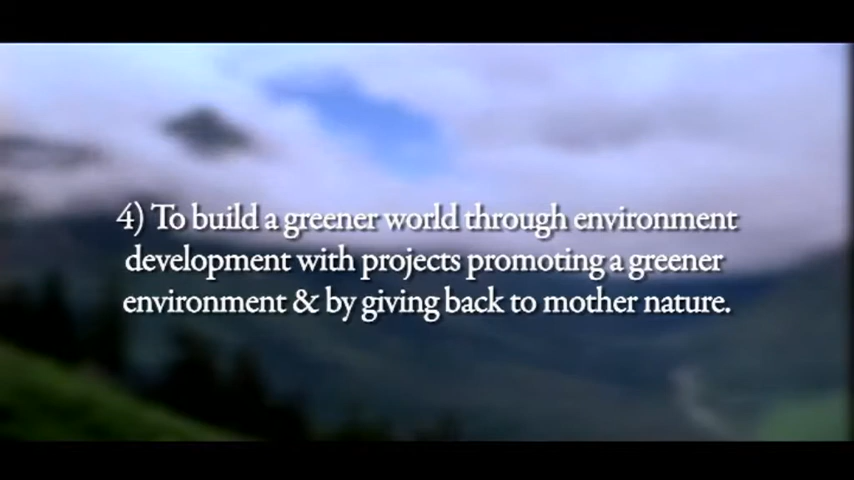 4) To build a greener world through environment
development with projects promoting a greener
environment & by giving back to mother nature.